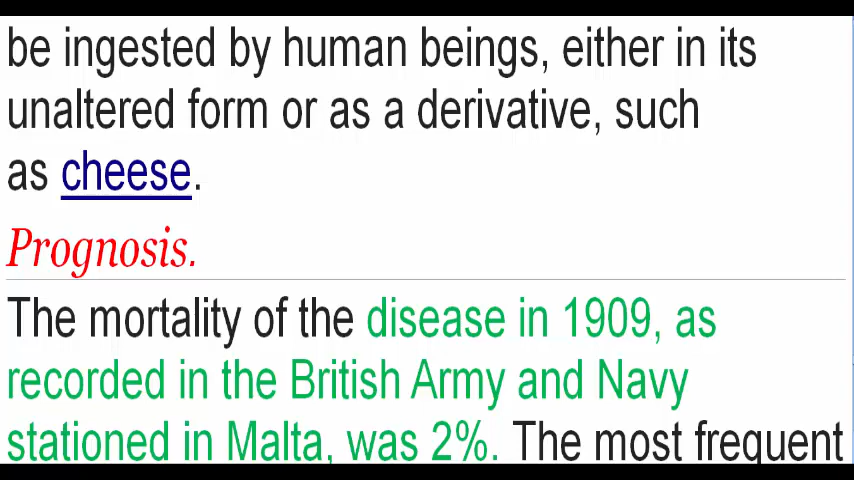 be ingested by human beings, either in its
unaltered form or as a derivative, such
as cheese.
Prognosis.
The mortality of the disease in 1909, as
recorded in the British Army and Navy
stationed in Malta, was 2%. The most frequent